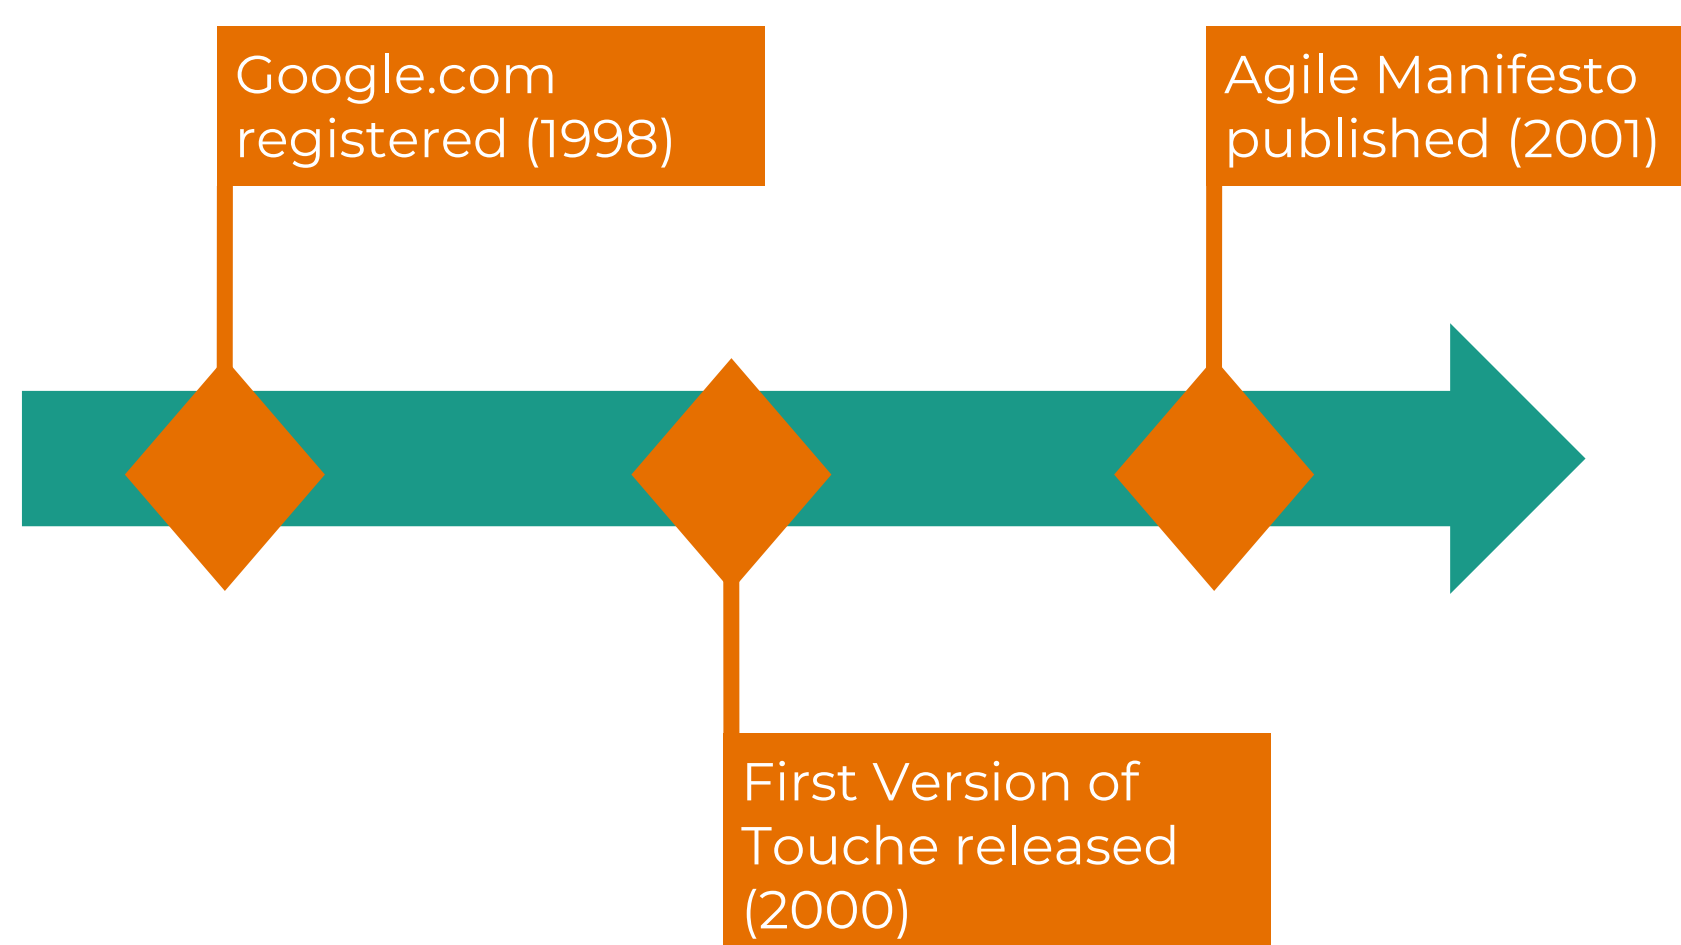 Google.com
registered (1998)
Agile Manifesto
published (2001)
First Version of
Touche released
(2000)